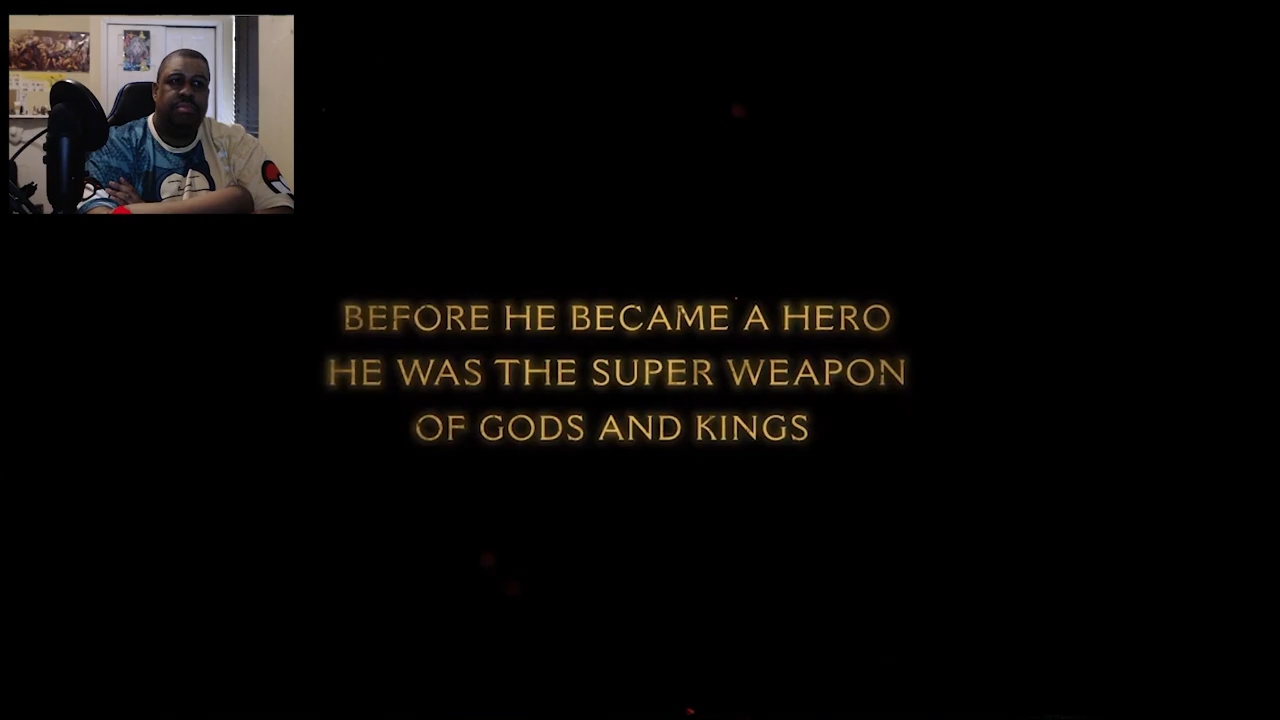 BEFORE HE BECAME A HERO
HE WAS THE SUPER WEAPON
OF GODS AND KINGS